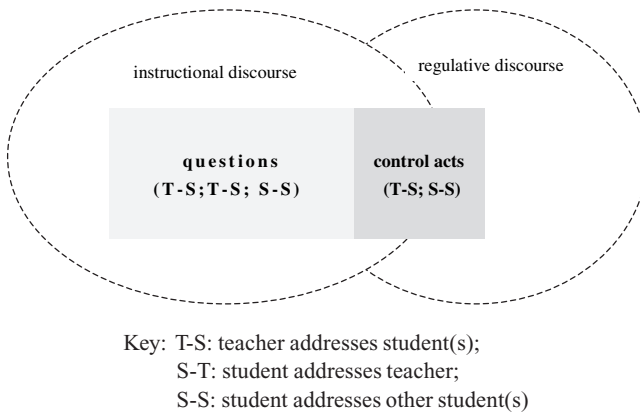 instructional discourse
regulative discourse
questions
(T-S;T-S; S-S)
control acts
(T-S; S-S)
Key: T-S: teacher addresses student(s);
S-T: student addresses teacher;
S-S: student addresses other student(s)